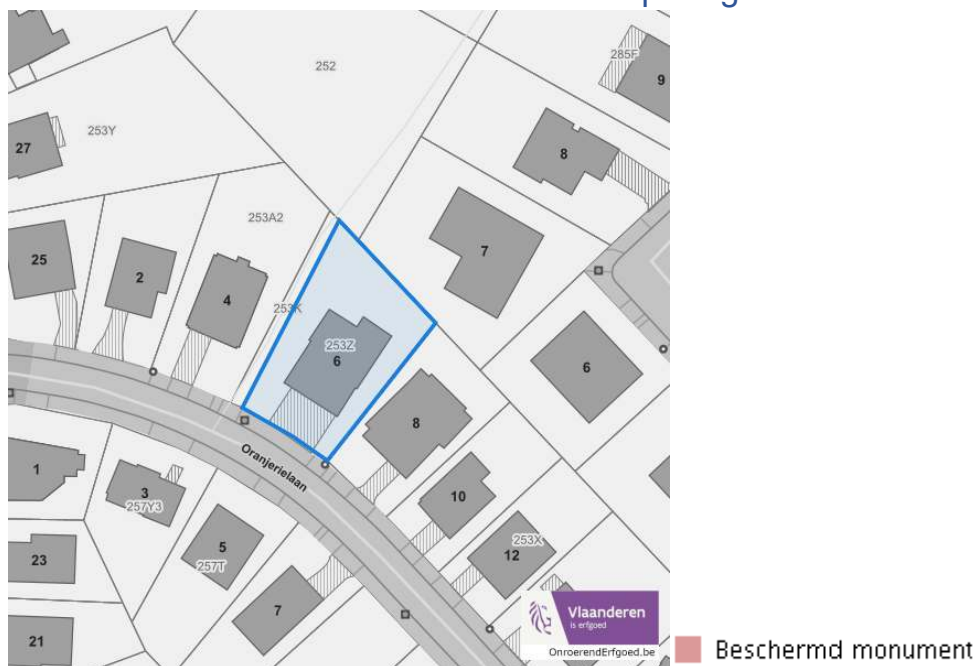 252
285F
9
253Y
27
8
253A2
7
25
2
4
253K
253Z
6
6
8
Oranjerielaan
1
3
257Y3
10
5
257T
253X
12
23
7
21
Vlaanderen
is erfgoed
OnroerendErfgoed.be
Beschermd monument